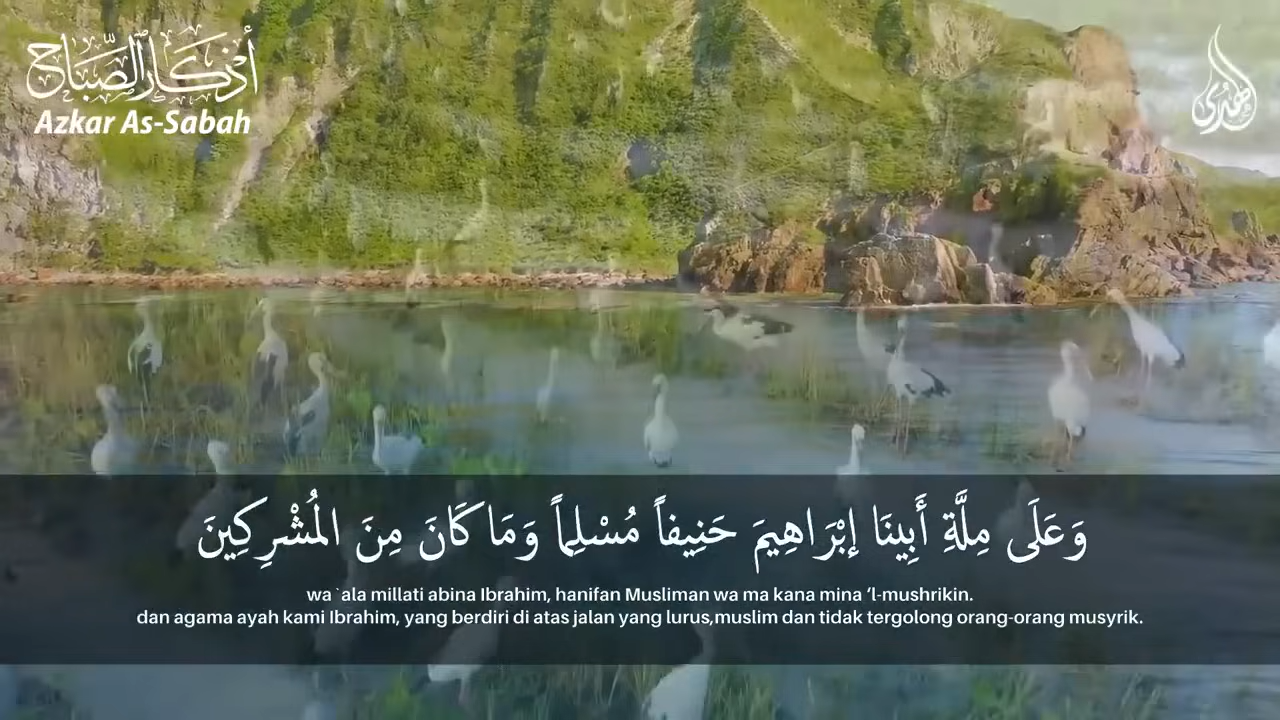 أذكار الصباح
Azkar As-Sabah
الهدى
وَعَلَى مِلَّةِ أَبِينَا إِبْرَاهِيمَ حَنِيفاً مُسْلِماً وَمَا كَانَ مِنَ الْمُشْرِكِينَ
wa `ala millati abina Ibrahim, hanifan Musliman wa ma kana mina ‘l-mushrikin.
dan agama ayah kami Ibrahim, yang berdiri di atas jalan yang lurus,muslim dan tidak tergolong orang-orang musyrik.